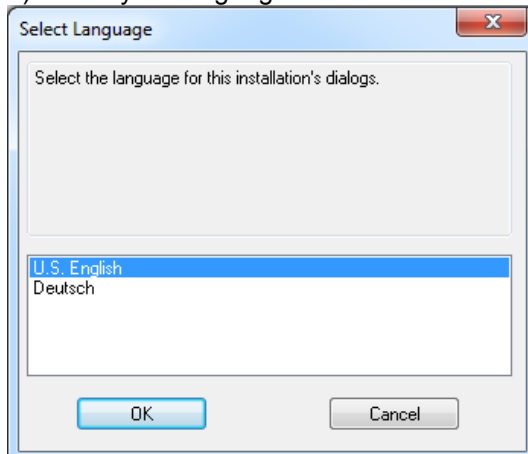 Select Language
Select the language for this installation's dialogs.
U.S. English
Deutsch
OK
Cancel